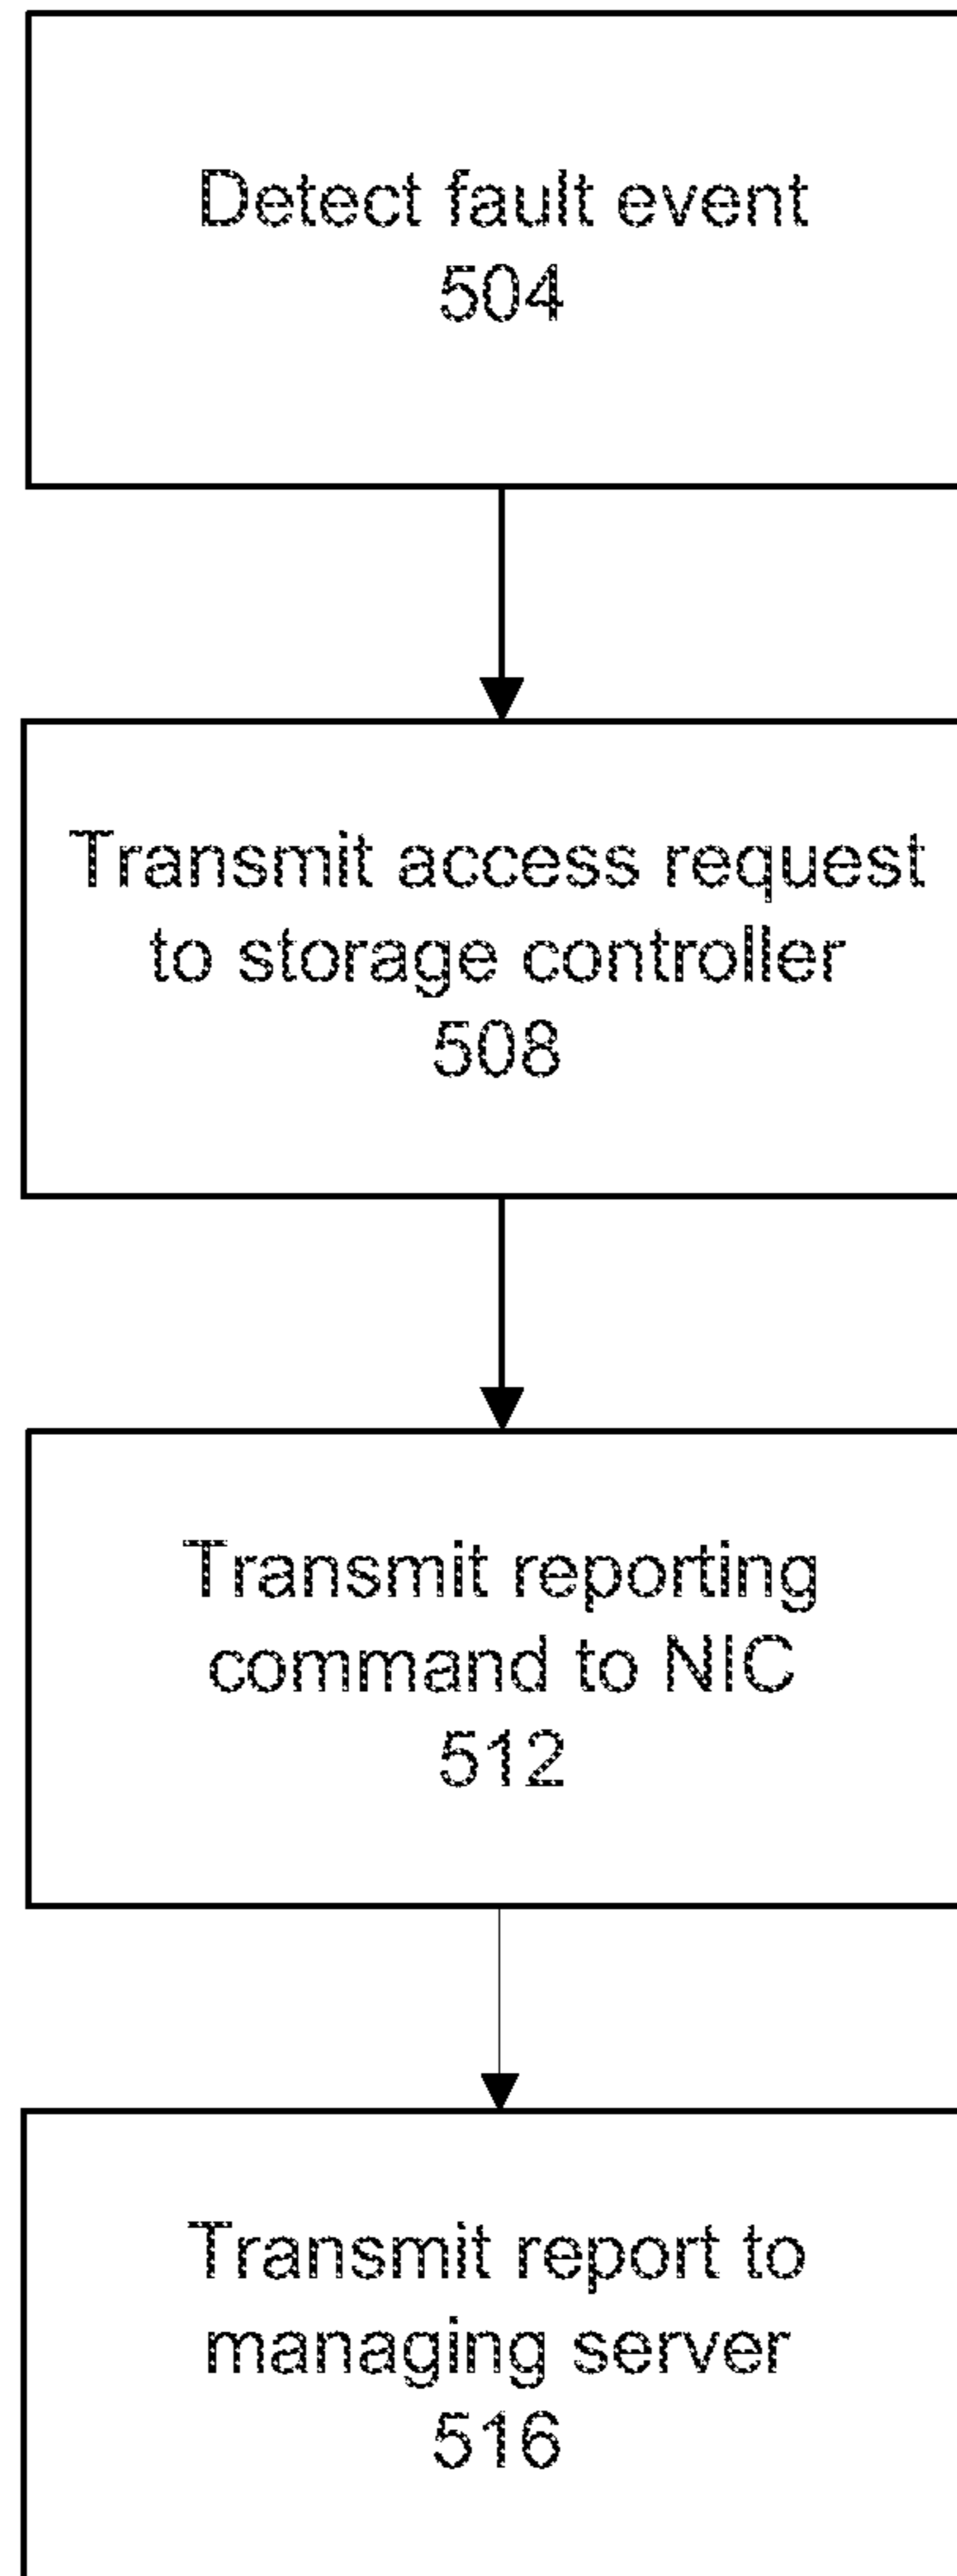 Detect fault event
504
Transmit access request
to storage controller
508
Transmit reporting
command to NIC
512
Transmit report to
managing server
516